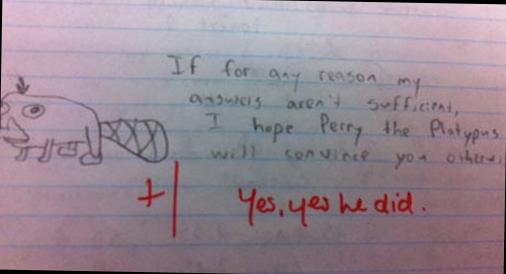 If for any reason my
answers aren't sufficient,
I hope Perry the Platypus
will convince you
+1 Yes, yes he did.